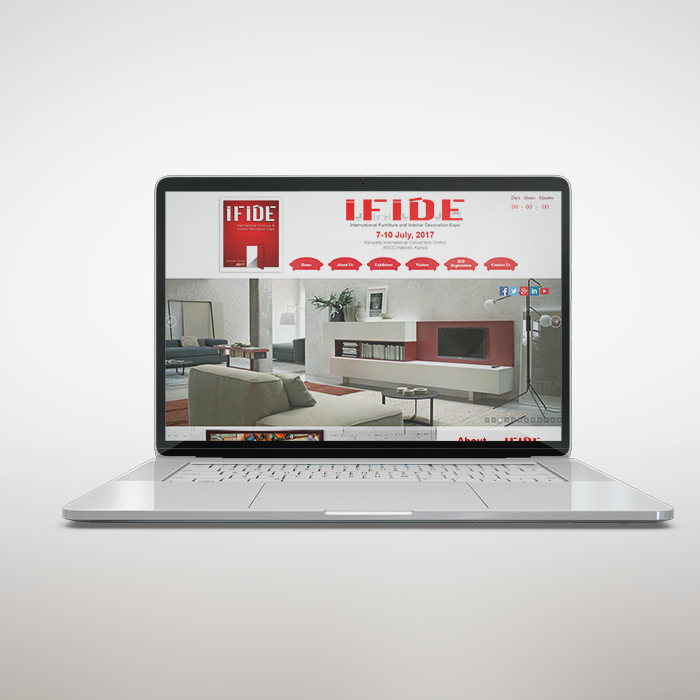 IFIDE
International Furniture &
Interior Decoration Expo
2017
IFIDE
International Furniture and Interior Decoration Expo
7-10 July, 2017
Kenyatta International Convention Centre
(KICC) Nairobi, Kenya
Days Hours Minutes
00 : 00 : 00
Home
About Us
Exhibitors
Visitors
B2B
Registration
Contact Us
About IFIDE